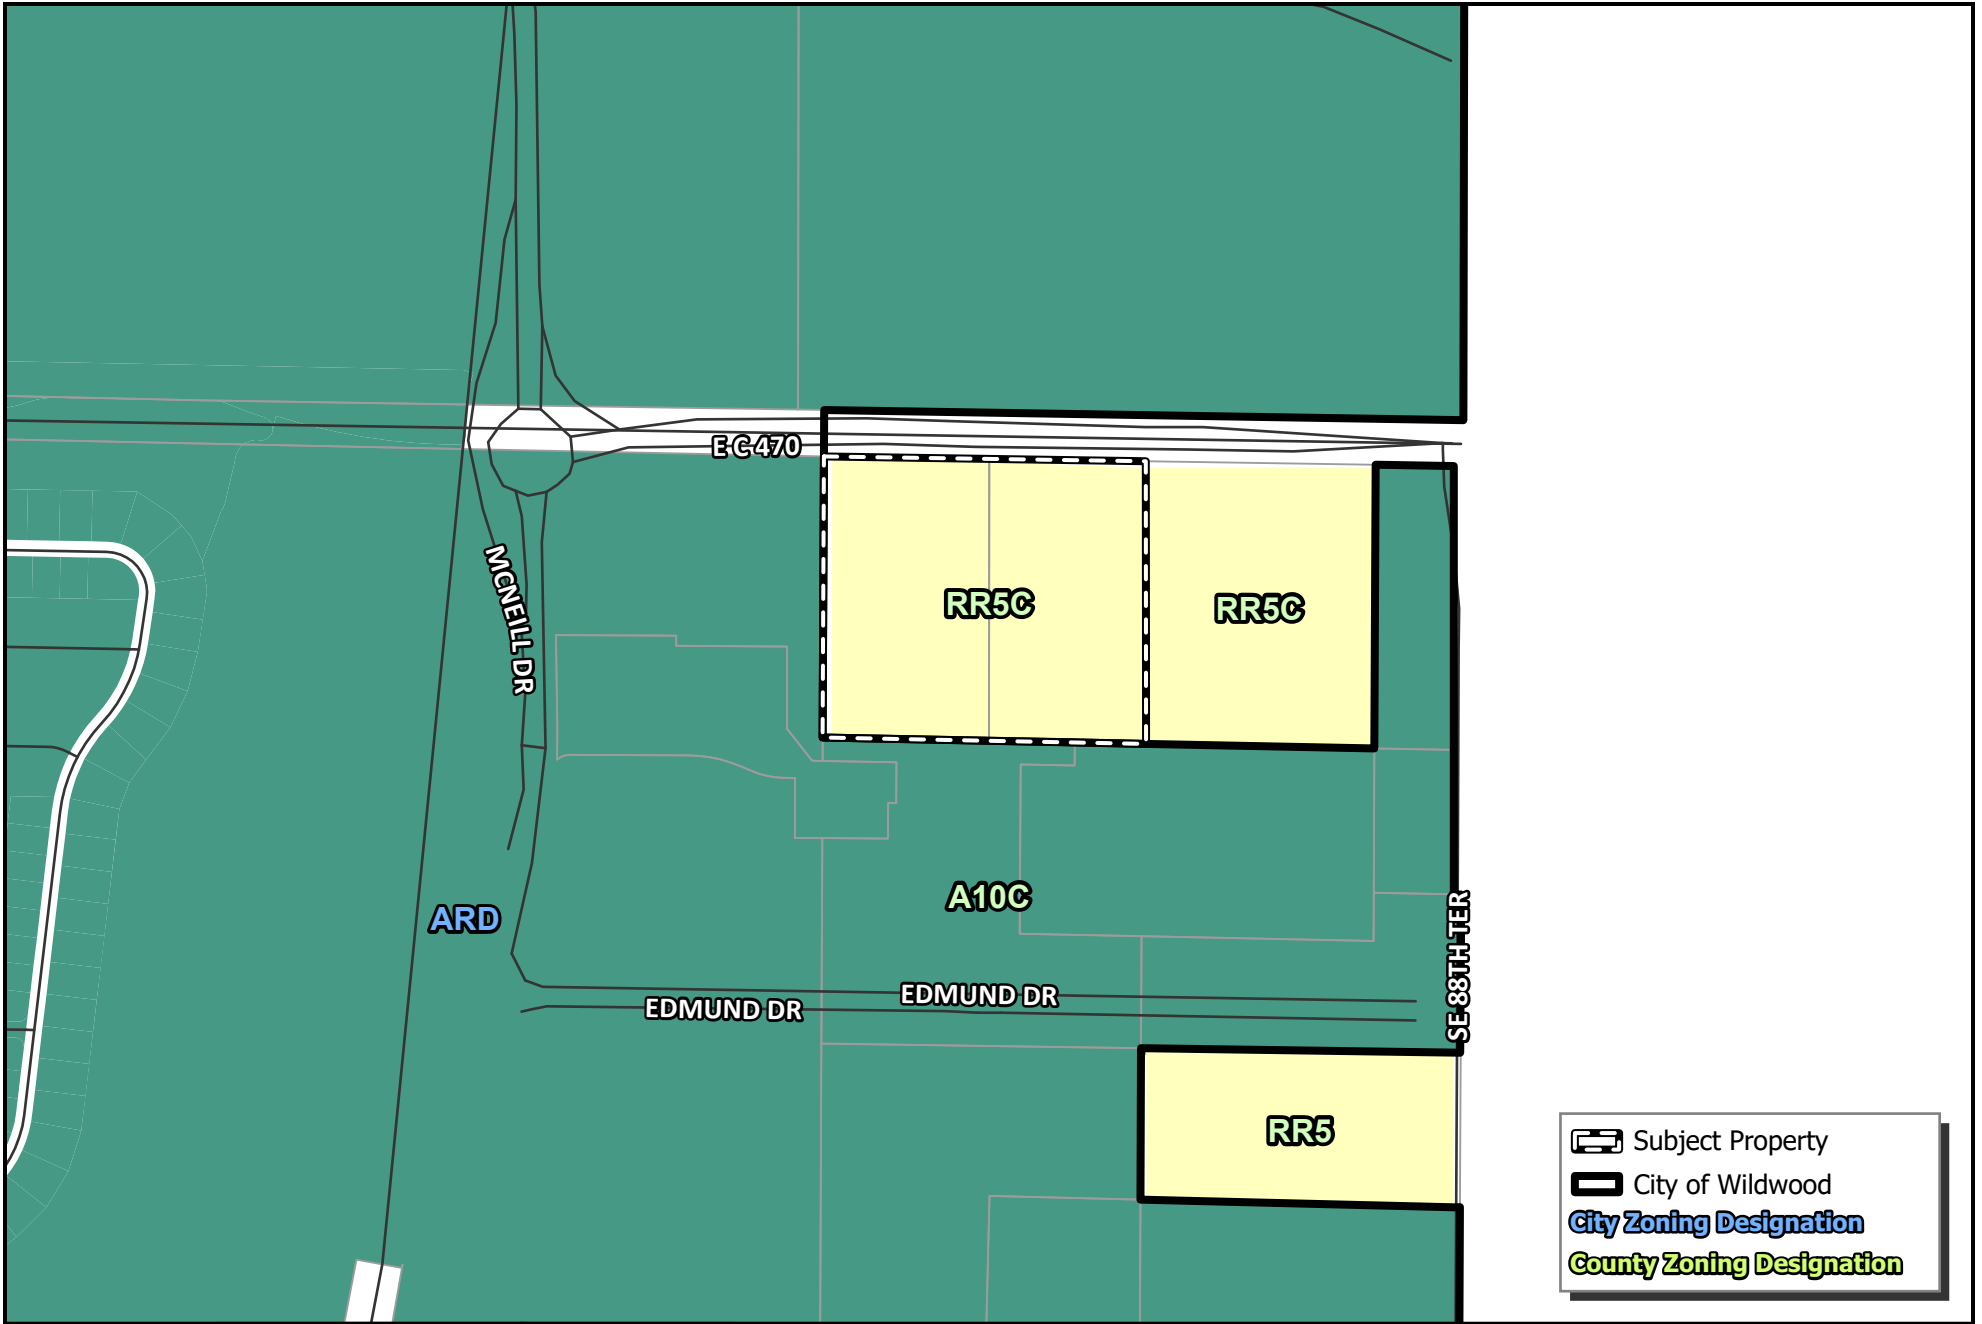 E C 470
MCNEILL DR
RR5C
RR5C
ARD
A10C
SE 88TH TER
EDMUND DR
EDMUND DR
RR5
Subject Property
City of Wildwood
City Zoning Designation
County Zoning Designation